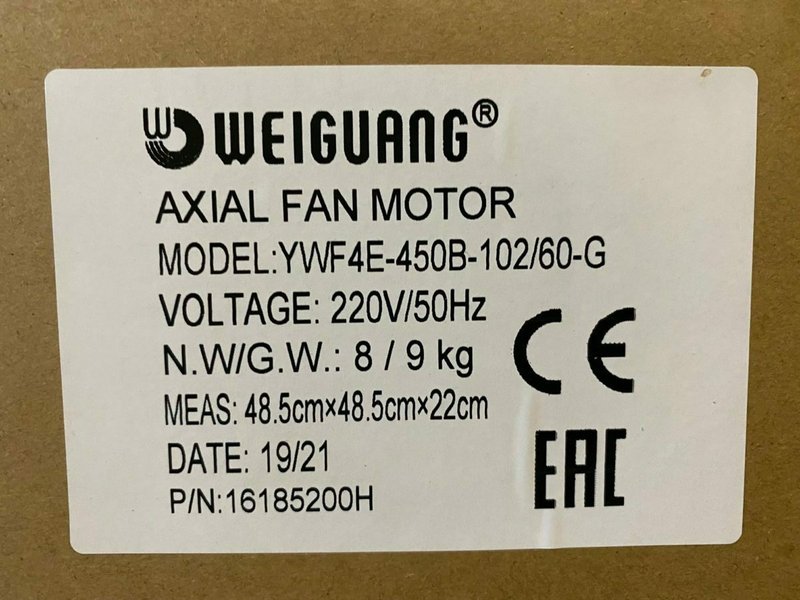 W WEIGUANG®
AXIAL FAN MOTOR
MODEL:YWF4E-450B-102/60-G
VOLTAGE: 220V/50Hz
N.W/G.W.: 8 / 9 kg
MEAS: 48.5cm×48.5cm×22cm
DATE: 19/21
P/N:16185200H
CE
EAC